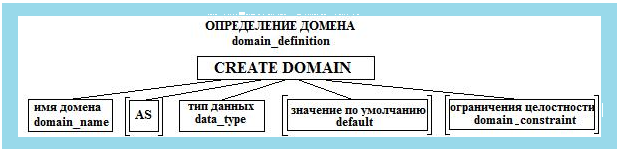 ОПРЕДЕЛЕНИЕ ДОМЕНА
domain_definition
CREATE DOMAIN
имя домена
domain_name
AS
тип данных
data_type
значение по умолчанию
default
ограничения целостности
domain_constraint